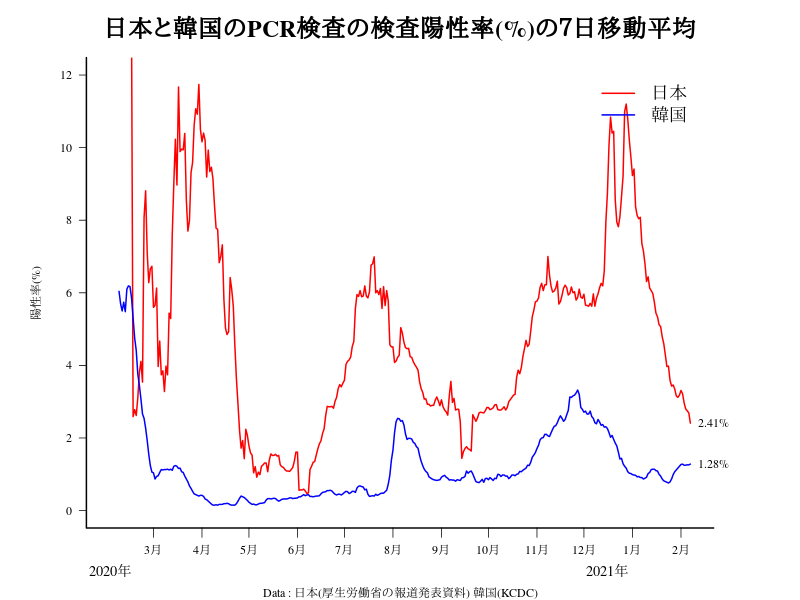 日本と韓国のPCR検査の検査陽性率(%)の7日移動平均
日本
韓国
陽性率(%)
12
10
8
6
4
2
0
2.41%
1.28%
3月 4月 5月 6月 7月 8月 9月 10月 11月 12月 1月 2月
2020年 2021年
Data : 日本(厚生労働省の報道発表資料) 韓国(KCDC)